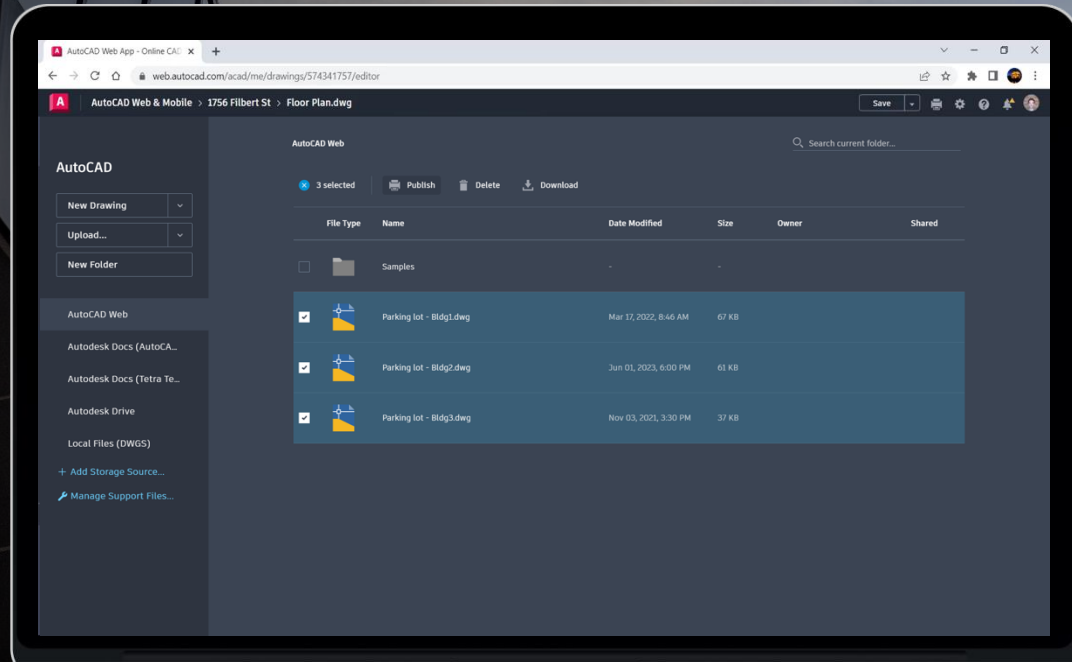 AutoCAD Web App - Online CAD
web.autocad.com/acad/me/drawings/574341757/editor
A AutoCAD Web & Mobile > 1756 Filbert St > Floor Plan.dwg Save
AutoCAD Web Search current folder...
AutoCAD
3 selected Publish Delete Download
New Drawing
File Type Name Date Modified Size Owner Shared
Upload...
New Folder
Samples - -
AutoCAD Web
Parking lot - Bldg1.dwg Mar 17, 2022, 8:46 AM 67 KB
Autodesk Docs (AutoCA...
Parking lot - Bldg2.dwg Jun 01, 2023, 6:00 PM 61 KB
Autodesk Docs (Tetra Te...
Autodesk Drive
Parking lot - Bldg3.dwg Nov 03, 2021, 3:30 PM 37 KB
Local Files (DWGS)
+ Add Storage Source...
Manage Support Files...